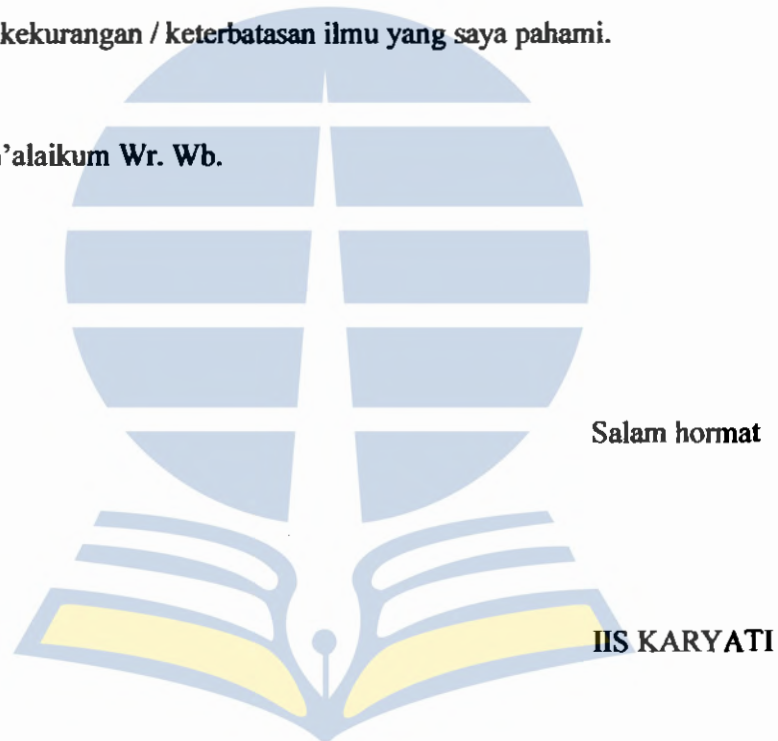 kekurangan / keterbatasan ilmu yang saya pahami.
'alaikum Wr. Wb.
Salam hormat
IIS KARYATI